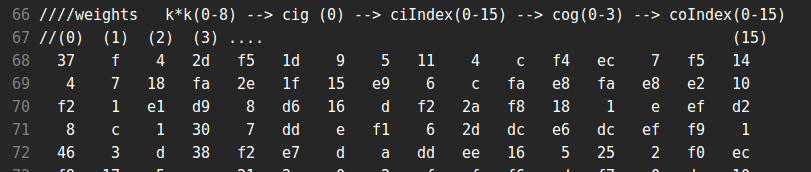 66 ////weights   k*k(0-8) --> cig (0) --> ciIndex(0-15) --> cog(0-3) --> coIndex(0-15)
67 //(0)  (1)  (2)  (3) ....                                                      (15)
68   37    f    4   2d   f5   1d    9    5   11    4    c   f4   ec    7   f5   14
69    4    7   18   fa   2e   1f   15   e9    6    c   fa   e8   fa   e8   e2   10
70   f2    1   e1   d9    8   d6   16    d   f2   2a   f8   18    1    e   ef   d2
71    8    c    1   30    7   dd    e   f1    6   2d   dc   e6   dc   ef   f9    1
72   46    3    d   38   f2   e7    d    a   dd   ee   16    5   25    2   f0   ec